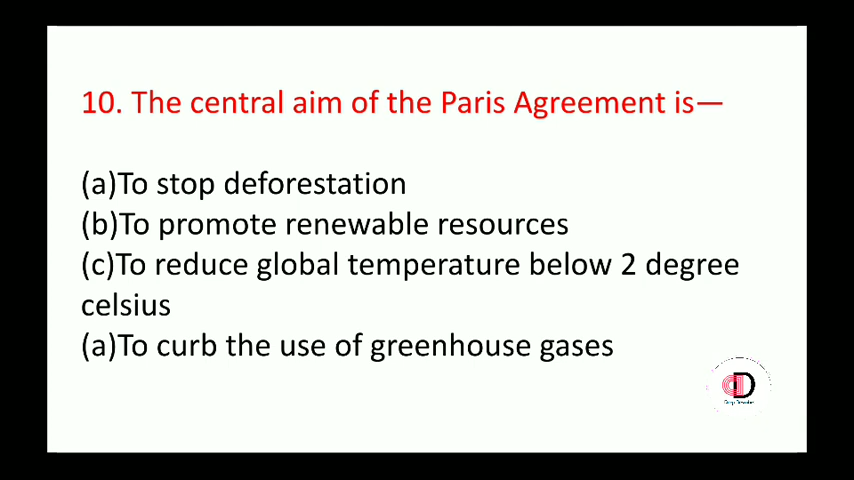 10. The central aim of the Paris Agreement is—
(a)To stop deforestation
(b)To promote renewable resources
(c)To reduce global temperature below 2 degree
celsius
(a)To curb the use of greenhouse gases